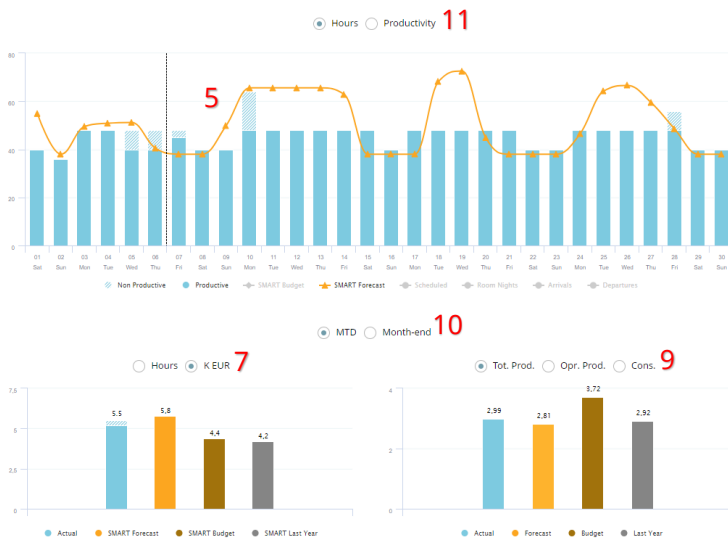 Hours Productivity 11
80
60
40
20
0
5
01 02 03 04 05 06 07 08 09 10 11 12 13 14 15 16 17 18 19 20 21 22 23 24 25 26 27 28 29 30
Sat Sun Mon Tue Wed Thu Fri Sat Sun Mon Tue Wed Thu Fri Sat Sun Mon Tue Wed Thu Fri Sat Sun Mon Tue Wed Thu Fri Sat Sun
Non Productive Productive SMART Budget SMART Forecast Scheduled Room Nights Arrivals Departures
MTD Month-end 10
Hours K EUR 7
7,5
5
2,5
0
5.5 5,8 4,4 4,2
Actual SMART Forecast SMART Budget SMART Last Year
Tot. Prod. Opr. Prod. Cons. 9
4
2
0
2,99 2,81 3,72 2,92
Actual Forecast Budget Last Year